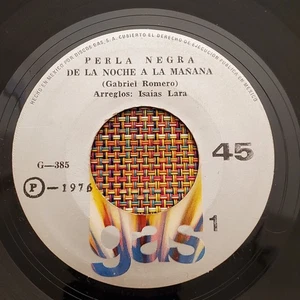 HECHO EN MEXICO POR DISCOS GAS, S. A. CUBIERTO EL DERECHO DE EJECUCION PUBLICA EN MEXICO
PERLA NEGRA
DE LA NOCHE A LA MAÑANA
(Gabriel Romero)
Arreglos: Isaías Lara
G—385
45
P —1976
1
gas